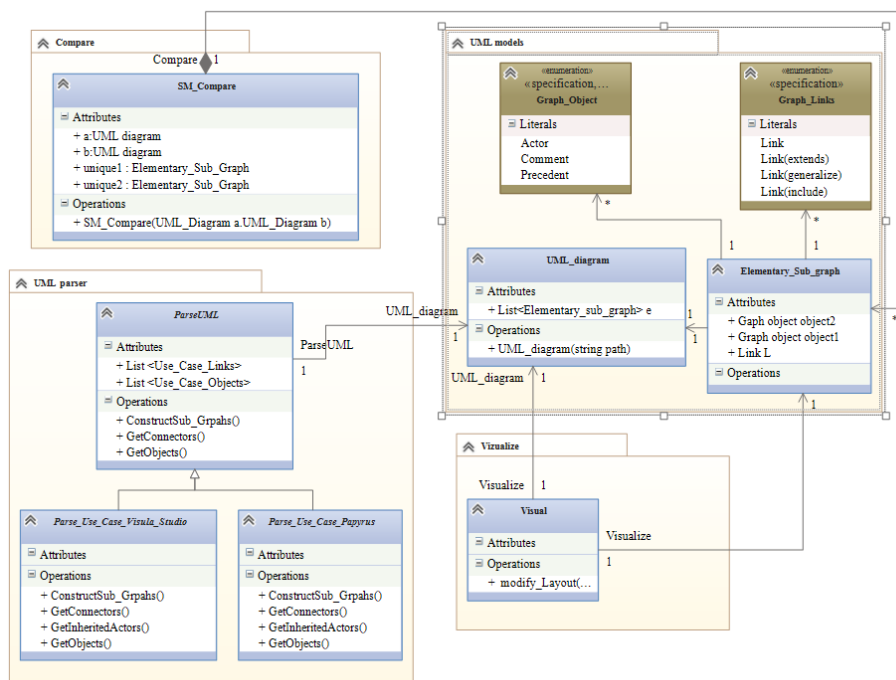 Compare
Compare 1
SM_Compare
Attributes
+ a:UML diagram
+ b:UML diagram
+ unique1 : Elementary_Sub_Graph
+ unique2 : Elementary_Sub_Graph
Operations
+ SM_Compare(UML_Diagram a.UML_Diagram b)
UML models
«enumeration»
«specification,...
Graph_Object
Literals
Actor
Comment
Precedent
*
1
«enumeration»
«specification»
Graph_Links
Literals
Link
Link(extends)
Link(generalize)
Link(include)
*
1
UML_diagram
Attributes
+ List<Elementary_sub_graph> e
Operations
+ UML_diagram(string path)
1
1
Elementary_Sub_graph
Attributes
+ Gaph object object2
+ Graph object object1
+ Link L
Operations
*
1
UML parser
ParseUML
Attributes
+ List <Use_Case_Links>
+ List <Use_Case_Objects>
Operations
+ ConstructSub_Grpahs()
+ GetConnectors()
+ GetObjects()
UML_diagram
1
ParseUML
1
UML_diagram 1
Parse_Use_Case_Visula_Studio
Attributes
Operations
+ ConstructSub_Grpahs()
+ GetConnectors()
+ GetInheritedActors()
+ GetObjects()
Parse_Use_Case_Papyrus
Attributes
Operations
+ ConstructSub_Grpahs()
+ GetConnectors()
+ GetInheritedActors()
+ GetObjects()
Vizualize
Visualize 1
Visual
Attributes
Operations
+ modify_Layout(...
Visualize
1